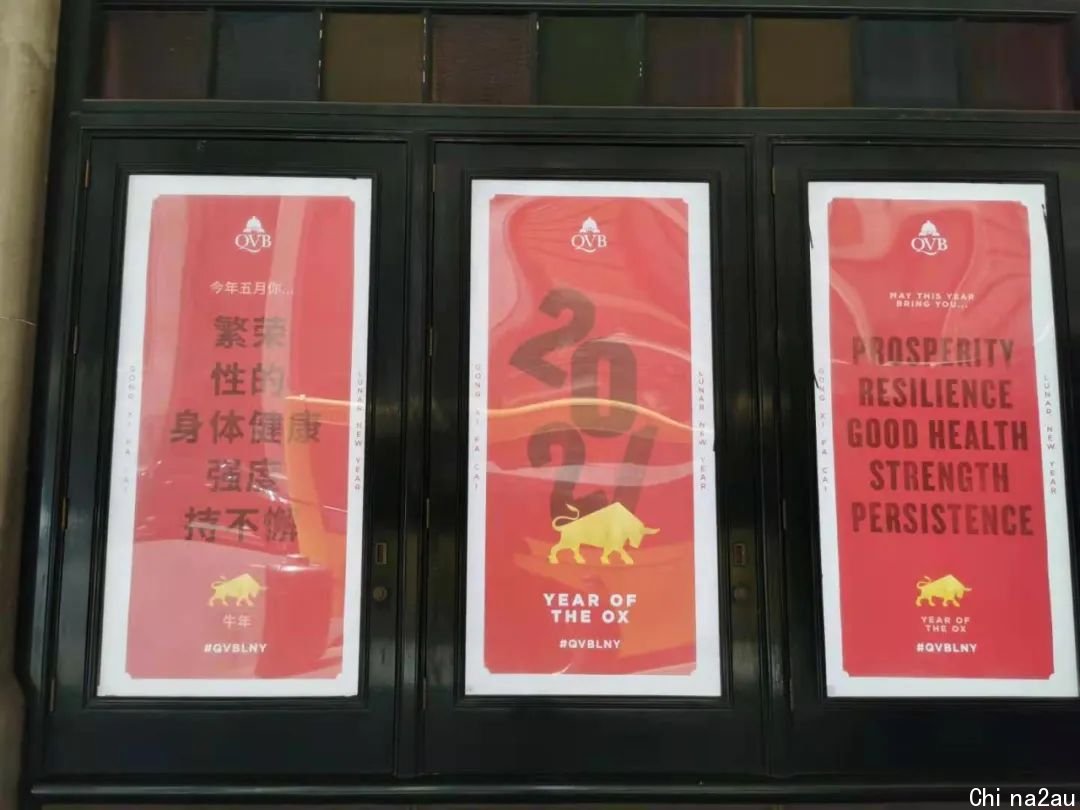 QVB
今年五月你...
繁荣
性的
身体健康
强度
持不懈
牛年
#QVBLNY
GONG XI FA CAI
LUNAR NEW YEAR
QVB
2021
YEAR OF
THE OX
#QVBLNY
GONG XI FA CAI
LUNAR NEW YEAR
QVB
MAY THIS YEAR
BRING YOU...
PROSPERITY
RESILIENCE
GOOD HEALTH
STRENGTH
PERSISTENCE
YEAR OF
THE OX
#QVBLNY
GONG XI FA CAI
LUNAR NEW YEAR
Chi na2au